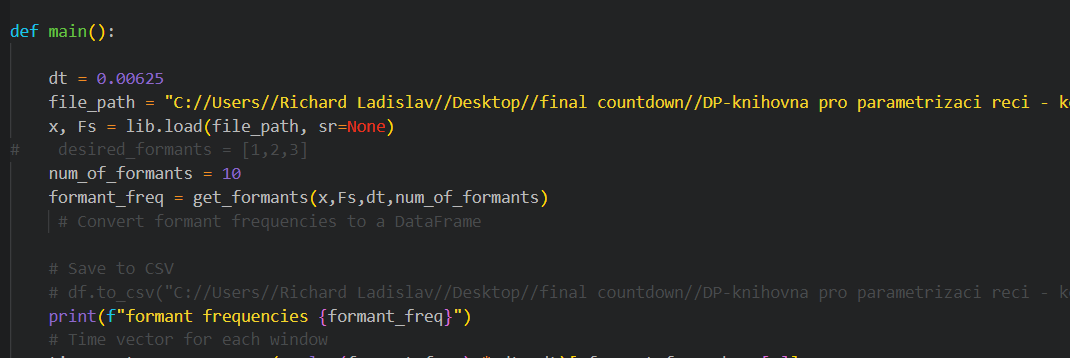 def main():
dt = 0.00625
file_path = "C://Users//Richard Ladislav//Desktop//final countdown//DP-knihovna pro parametrizaci reci - k
x, Fs = lib.load(file_path, sr=None)
#    desired_formants = [1,2,3]
num_of_formants = 10
formant_freq = get_formants(x,Fs,dt,num_of_formants)
# Convert formant frequencies to a DataFrame
# Save to CSV
# df.to_csv("C://Users//Richard Ladislav//Desktop//final countdown//DP-knihovna pro parametrizaci reci - k
print(f"formant frequencies {formant_freq}")
# Time vector for each window